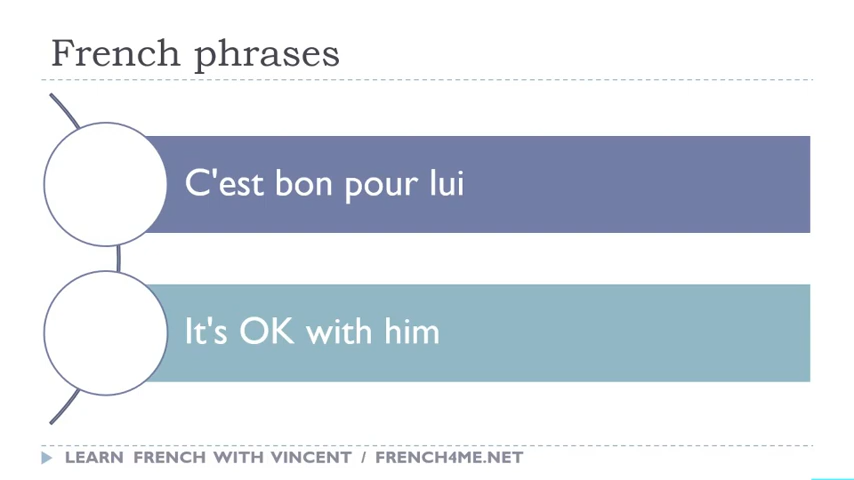 French phrases
C'est bon pour lui
It's OK with him
LEARN FRENCH WITH VINCENT / FRENCH4ME.NET